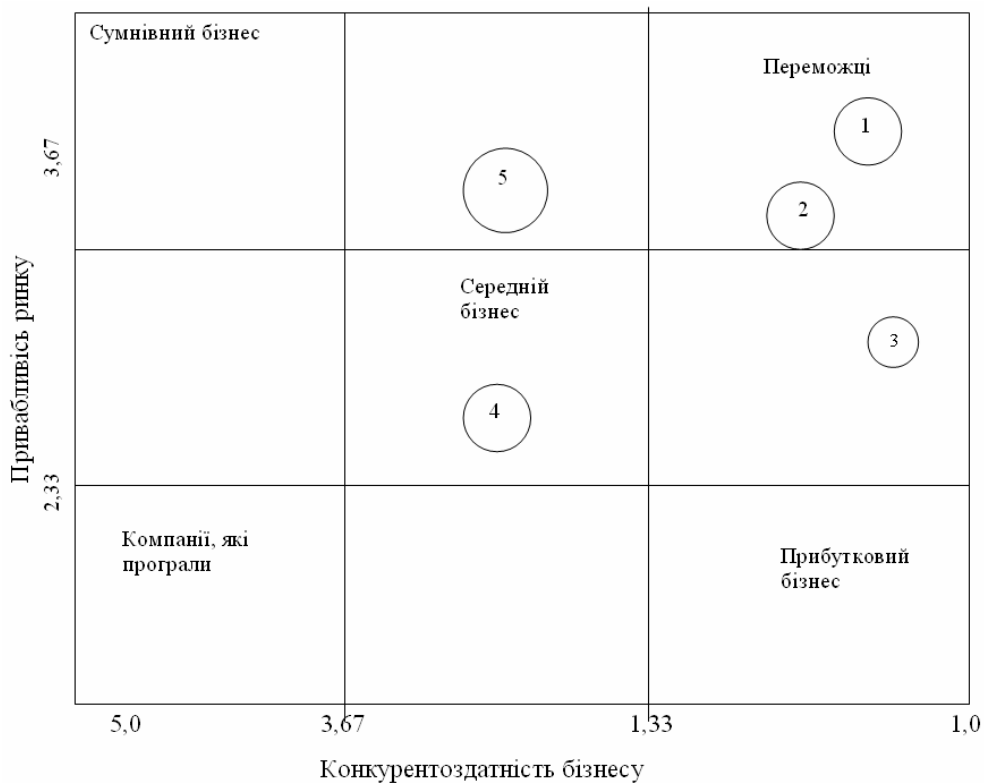 Сумнівний бізнес
Переможці
1
3,67
5
2
Привабливісь ринку
Середній
бізнес
3
4
2,33
Компанії, які
програли
Прибутковий
бізнес
5,0
3,67
1,33
1,0
Конкурентоздатність бізнесу